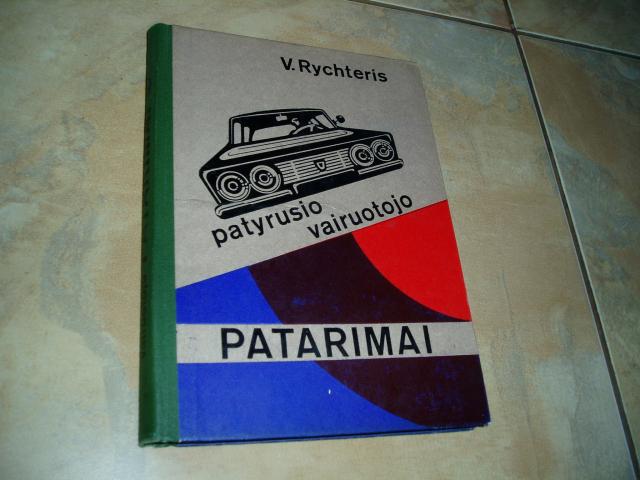 V. Rychteris
patyrusio
vairuotojo
PATARIMAI